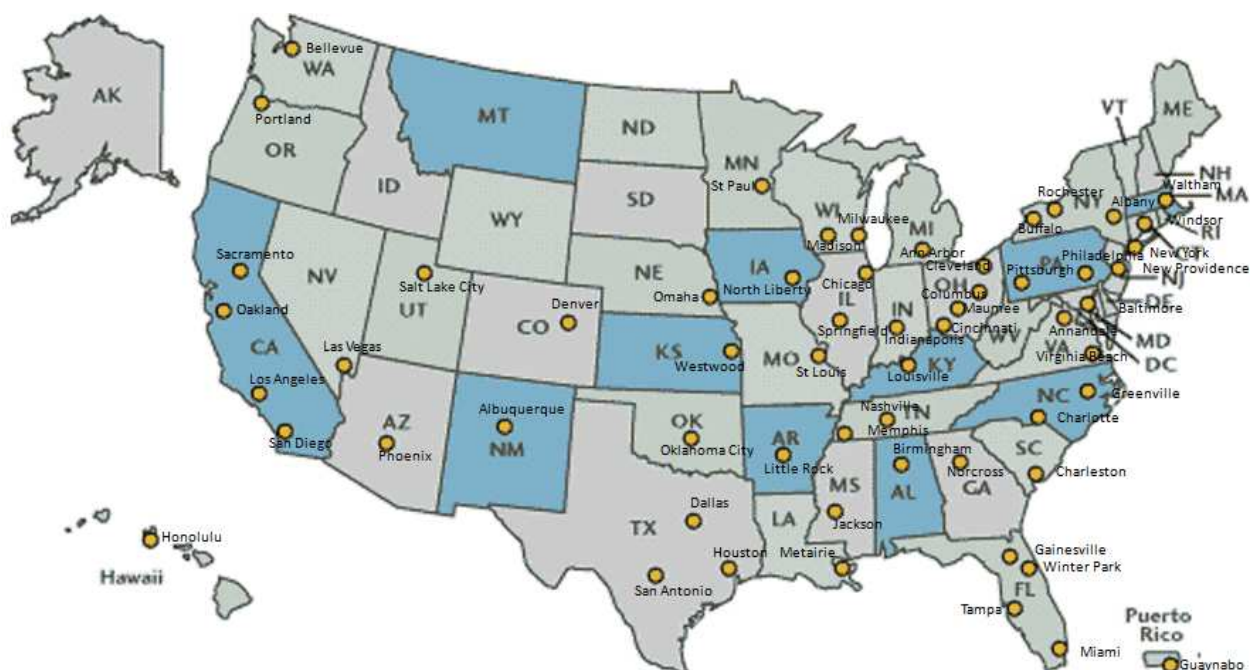 AK
Bellevue
WA
Portland
OR
MT
ID
WY
ND
SD
MN
St Paul
WI
Milwaukee
Madison
MI
Ann Arbor
VT
ME
NH
Waltham
MA
Rochester
NY
Albany
Buffalo
Windsor
RI
CT
New York
New Providence
NJ
Philadelphia
PA
Pittsburgh
DE
Baltimore
MD
DC
Annandale
VA
Virginia Beach
WV
Cleveland
OH
Columbus
Maumee
Cincinnati
IN
Indianapolis
Chicago
IL
Springfield
IA
North Liberty
NE
Omaha
Sacramento
Oakland
CA
Los Angeles
San Diego
NV
Las Vegas
Salt Lake City
UT
Denver
CO
KS
Westwood
MO
St Louis
Louisville
KY
AZ
Phoenix
Albuquerque
NM
OK
Oklahoma City
AR
Little Rock
Nashville
TN
Memphis
NC
Greenville
Charlotte
SC
Charleston
Birmingham
AL
Norcross
GA
MS
Jackson
TX
Dallas
Houston
San Antonio
LA
Metairie
Gainesville
Winter Park
FL
Tampa
Miami
Honolulu
Hawaii
Puerto
Rico
Guaynabo